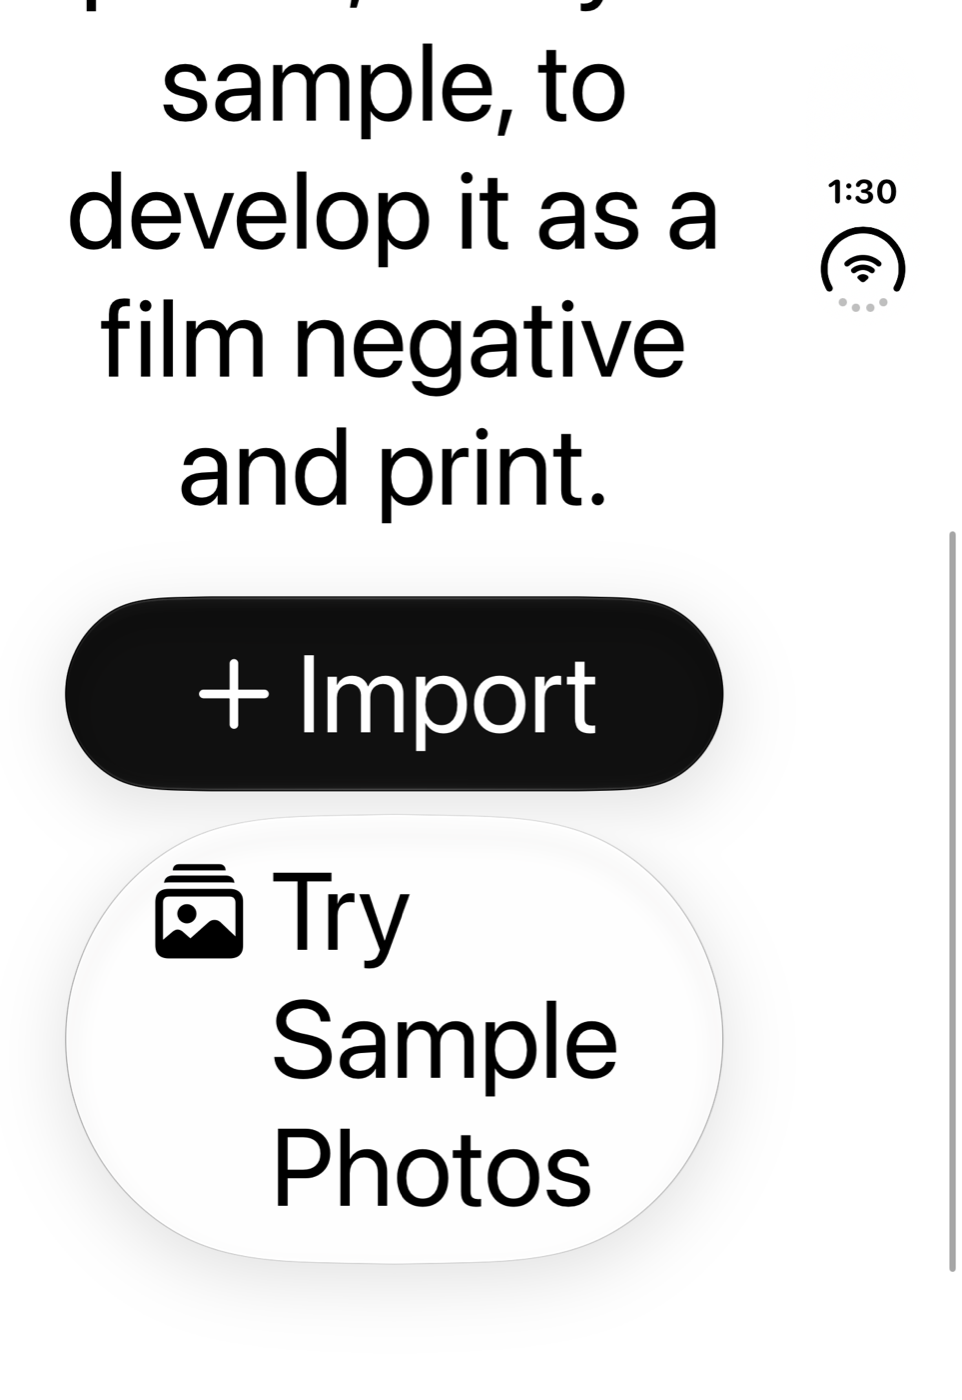 sample, to
develop it as a
film negative
and print.
1:30
Import
Try
Sample
Photos